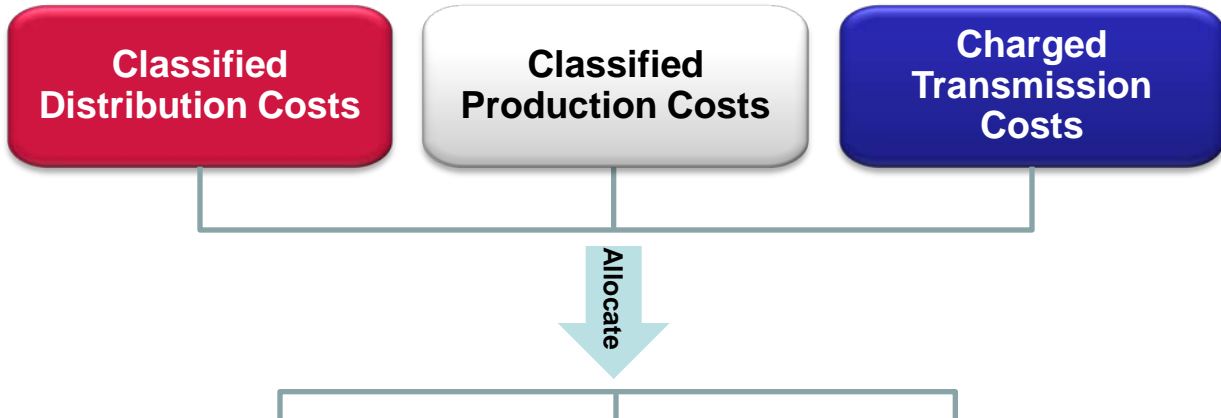 Classified
Distribution Costs
Classified
Production Costs
Charged
Transmission
Costs
Allocate